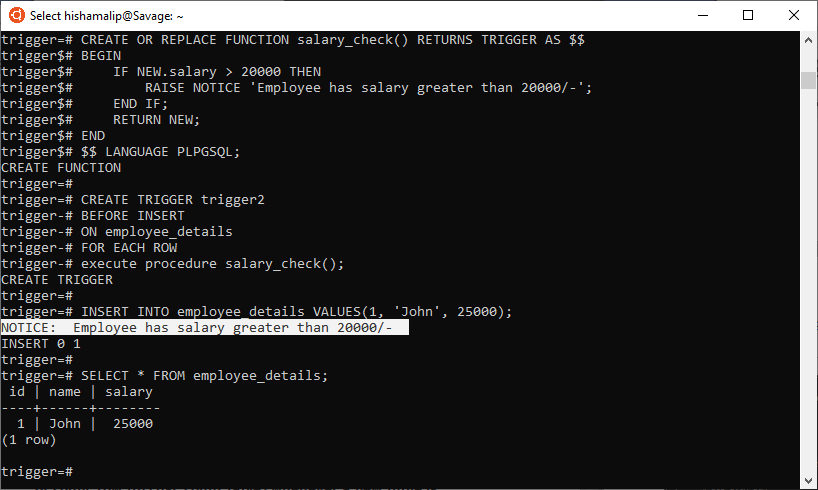 Select hishamalip@Savage: ~
trigger=# CREATE OR REPLACE FUNCTION salary_check() RETURNS TRIGGER AS $$
trigger$# BEGIN
trigger$#     IF NEW.salary > 20000 THEN
trigger$#         RAISE NOTICE 'Employee has salary greater than 20000/-';
trigger$#     END IF;
trigger$#     RETURN NEW;
trigger$# END
trigger$# $$ LANGUAGE PLPGSQL;
CREATE FUNCTION
trigger=#
trigger=# CREATE TRIGGER trigger2
trigger-# BEFORE INSERT
trigger-# ON employee_details
trigger-# FOR EACH ROW
trigger-# execute procedure salary_check();
CREATE TRIGGER
trigger=#
trigger=# INSERT INTO employee_details VALUES(1, 'John', 25000);
NOTICE:  Employee has salary greater than 20000/-
INSERT 0 1
trigger=#
trigger=# SELECT * FROM employee_details;
 id | name | salary
----+------+--------
  1 | John |  25000
(1 row)
trigger=#